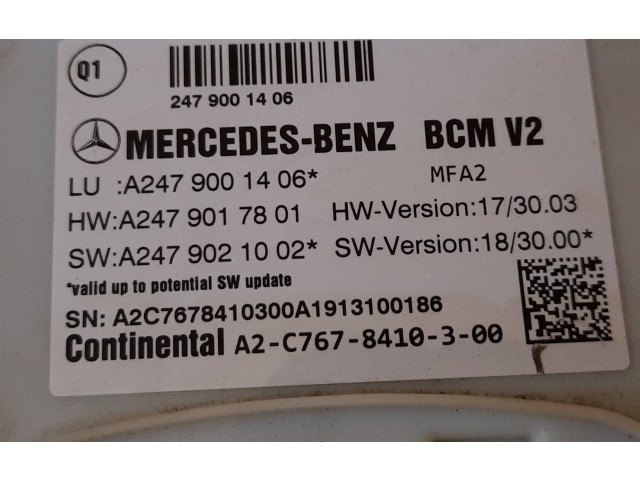 Q1
247 900 14 06
MERCEDES-BENZ BCM V2
LU :A247 900 14 06* MFA2
HW:A247 901 78 01 HW-Version:17/30.03
SW:A247 902 10 02* SW-Version:18/30.00*
*valid up to potential SW update
SN: A2C7678410300A1913100186
Continental A2-C767-8410-3-00